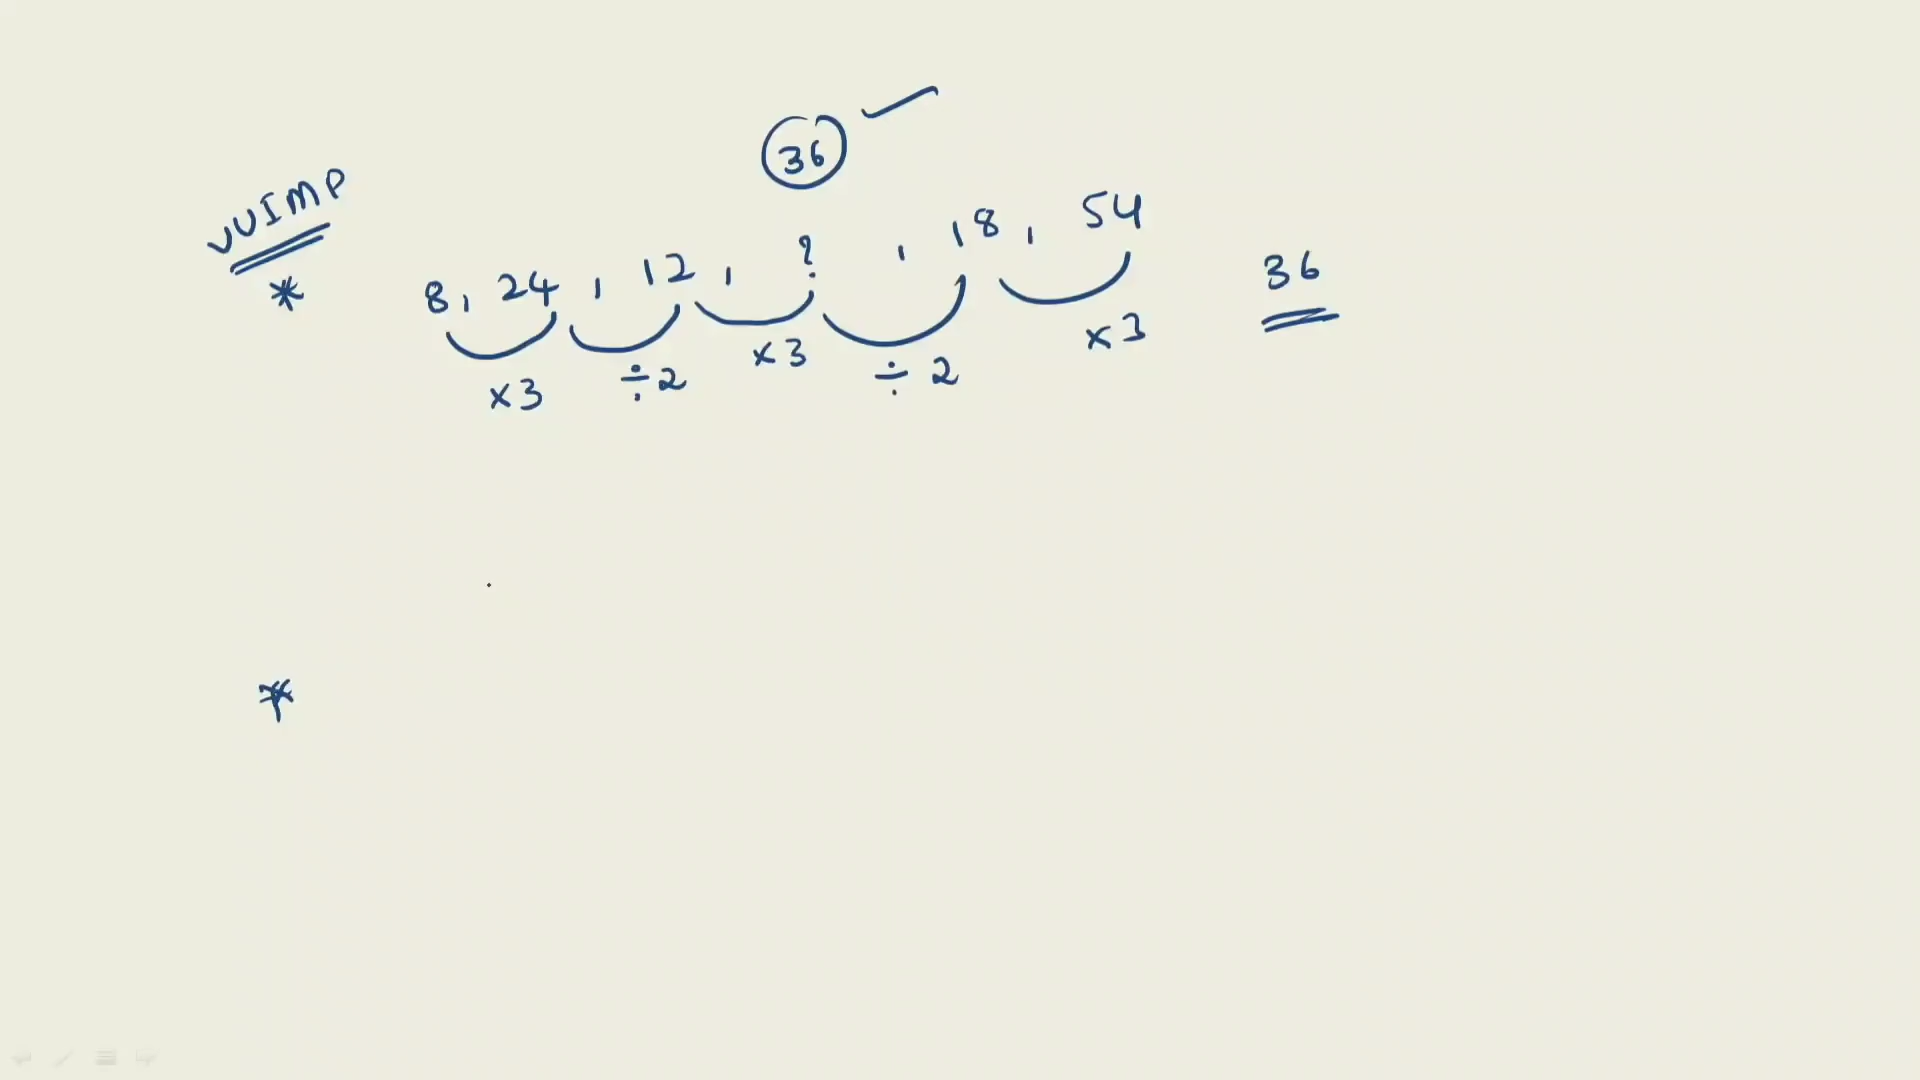 36
VVIMP
* 8, 24, 12, ?, 18, 54 36
×3 ÷2 ×3 ÷2 ×3
*